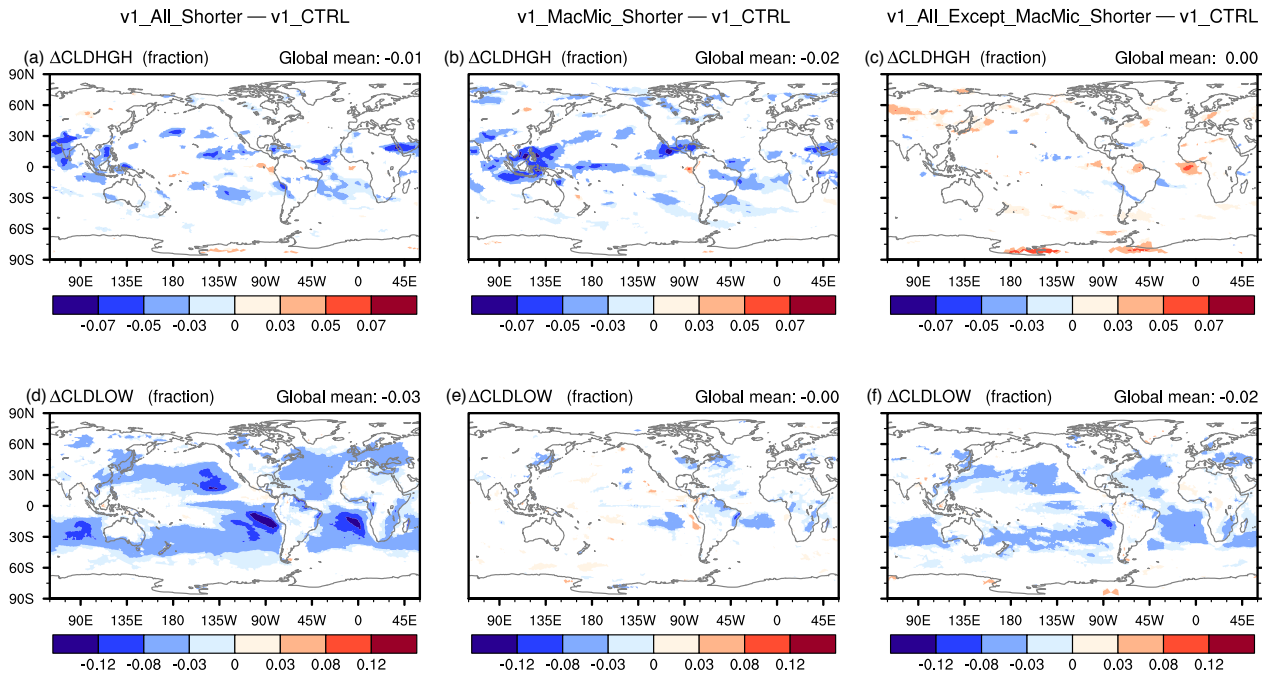 v1_All_Shorter — v1_CTRL
v1_MacMic_Shorter — v1_CTRL
v1_All_Except_MacMic_Shorter — v1_CTRL
(a) ΔCLDHGH (fraction) Global mean: -0.01
(b) ΔCLDHGH (fraction) Global mean: -0.02
(c) ΔCLDHGH (fraction) Global mean: 0.00
90N
60N
30N
0
30S
60S
90S
90E 135E 180 135W 90W 45W 0 45E
90E 135E 180 135W 90W 45W 0 45E
90E 135E 180 135W 90W 45W 0 45E
-0.07 -0.05 -0.03 0 0.03 0.05 0.07
-0.07 -0.05 -0.03 0 0.03 0.05 0.07
-0.07 -0.05 -0.03 0 0.03 0.05 0.07
(d) ΔCLDLOW (fraction) Global mean: -0.03
(e) ΔCLDLOW (fraction) Global mean: -0.00
(f) ΔCLDLOW (fraction) Global mean: -0.02
90N
60N
30N
0
30S
60S
90S
90E 135E 180 135W 90W 45W 0 45E
90E 135E 180 135W 90W 45W 0 45E
90E 135E 180 135W 90W 45W 0 45E
-0.12 -0.08 -0.03 0 0.03 0.08 0.12
-0.12 -0.08 -0.03 0 0.03 0.08 0.12
-0.12 -0.08 -0.03 0 0.03 0.08 0.12